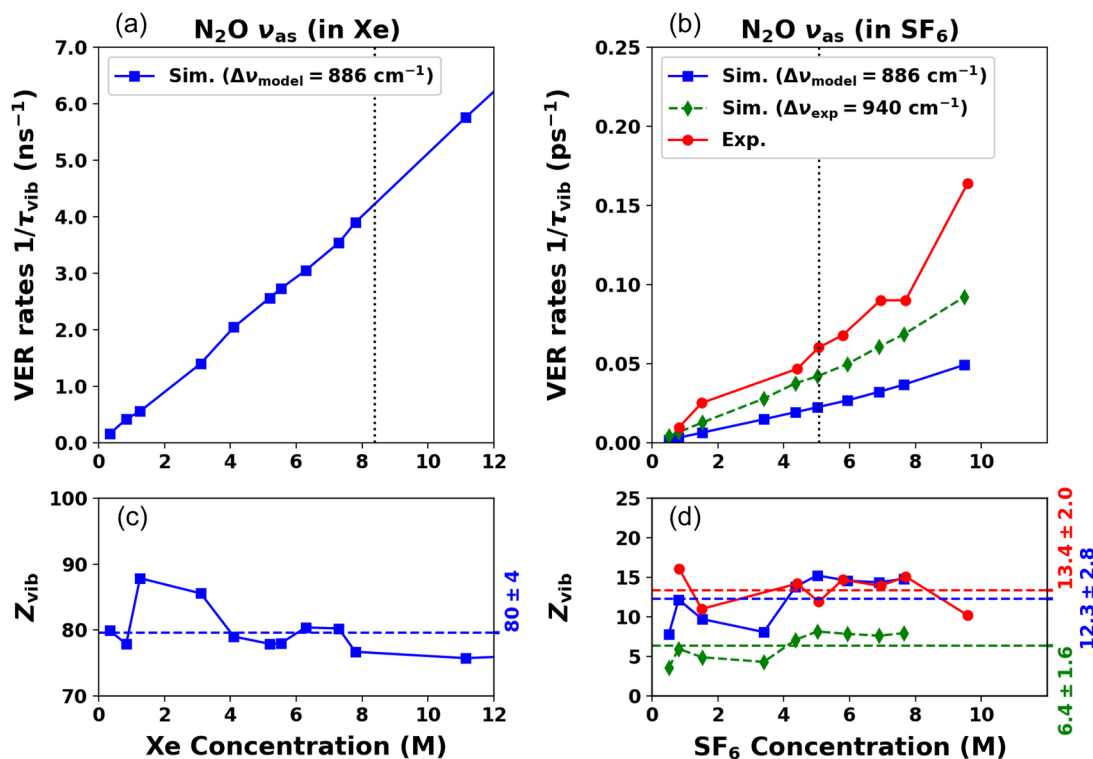 (a)
N₂O νas (in Xe)
Sim. (Δνmodel = 886 cm⁻¹)
VER rates 1/τvib (ns⁻¹)
7.0
6.0
5.0
4.0
3.0
2.0
1.0
0.0
0 2 4 6 8 10 12
(b)
N₂O νas (in SF₆)
Sim. (Δνmodel = 886 cm⁻¹)
Sim. (Δνexp = 940 cm⁻¹)
Exp.
VER rates 1/τvib (ps⁻¹)
0.25
0.20
0.15
0.10
0.05
0.00
0 2 4 6 8 10
(c)
Zvib
100
90
80
70
80 ± 4
0 2 4 6 8 10 12
Xe Concentration (M)
(d)
Zvib
25
20
15
10
5
0
13.4 ± 2.0
12.3 ± 2.8
6.4 ± 1.6
0 2 4 6 8 10
SF₆ Concentration (M)